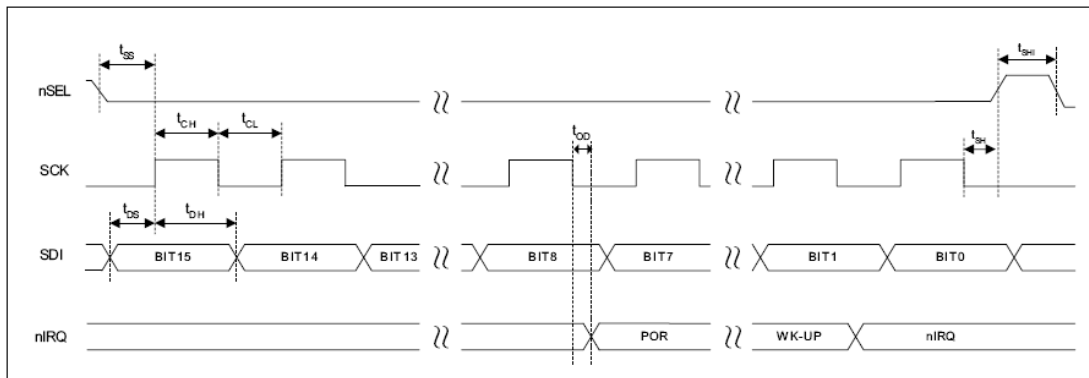 tSS
tSHI
nSEL
tCH
tCL
tOD
tSH
SCK
tDS
tDH
SDI
BIT15
BIT14
BIT13
BIT8
BIT7
BIT1
BIT0
nIRQ
POR
WK-UP
nIRQ